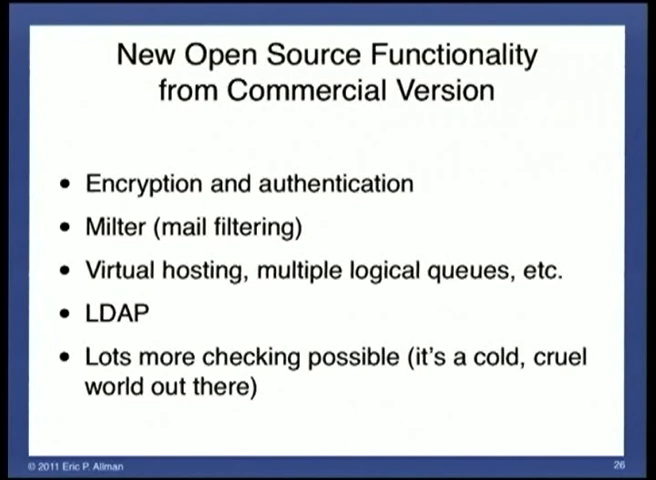 New Open Source Functionality
from Commercial Version
• Encryption and authentication
• Milter (mail filtering)
• Virtual hosting, multiple logical queues, etc.
• LDAP
• Lots more checking possible (it's a cold, cruel
world out there)
© 2011 Eric P. Allman
26